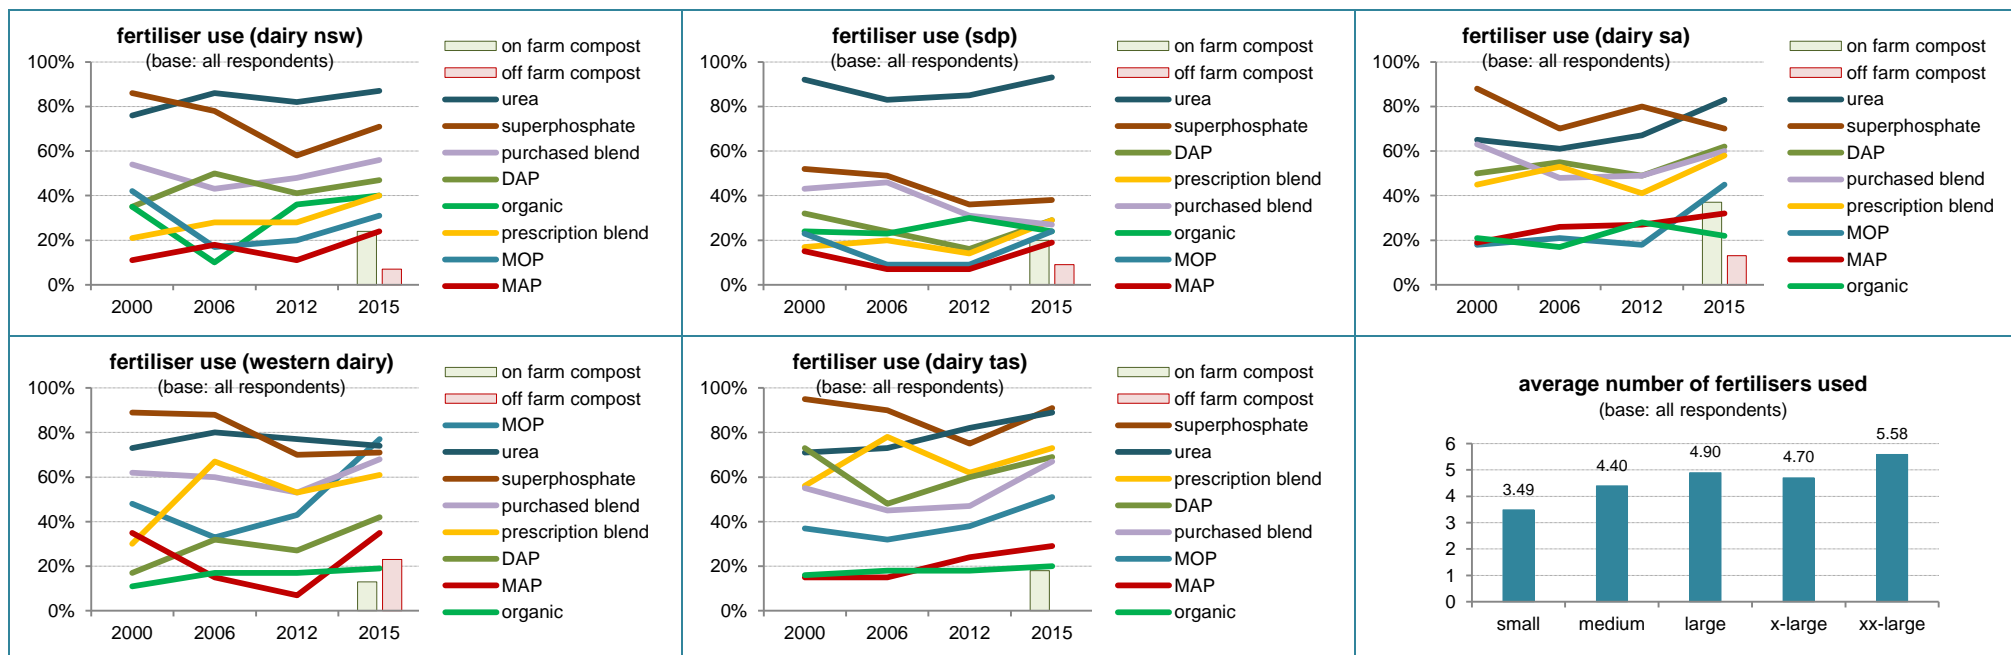 fertiliser use (dairy nsw)
(base: all respondents)
100%
80%
60%
40%
20%
0%
2000 2006 2012 2015
on farm compost
off farm compost
urea
superphosphate
purchased blend
DAP
organic
prescription blend
MOP
MAP
fertiliser use (sdp)
(base: all respondents)
100%
80%
60%
40%
20%
0%
2000 2006 2012 2015
on farm compost
off farm compost
urea
superphosphate
DAP
prescription blend
purchased blend
organic
MOP
MAP
fertiliser use (dairy sa)
(base: all respondents)
100%
80%
60%
40%
20%
0%
2000 2006 2012 2015
on farm compost
off farm compost
urea
superphosphate
DAP
purchased blend
prescription blend
MOP
MAP
organic
fertiliser use (western dairy)
(base: all respondents)
100%
80%
60%
40%
20%
0%
2000 2006 2012 2015
on farm compost
off farm compost
MOP
urea
superphosphate
purchased blend
prescription blend
DAP
MAP
organic
fertiliser use (dairy tas)
(base: all respondents)
100%
80%
60%
40%
20%
0%
2000 2006 2012 2015
on farm compost
off farm compost
superphosphate
urea
prescription blend
DAP
purchased blend
MOP
MAP
organic
average number of fertilisers used
(base: all respondents)
6
5
4
3
2
1
0
3.49 4.40 4.90 4.70 5.58
small medium large x-large xx-large